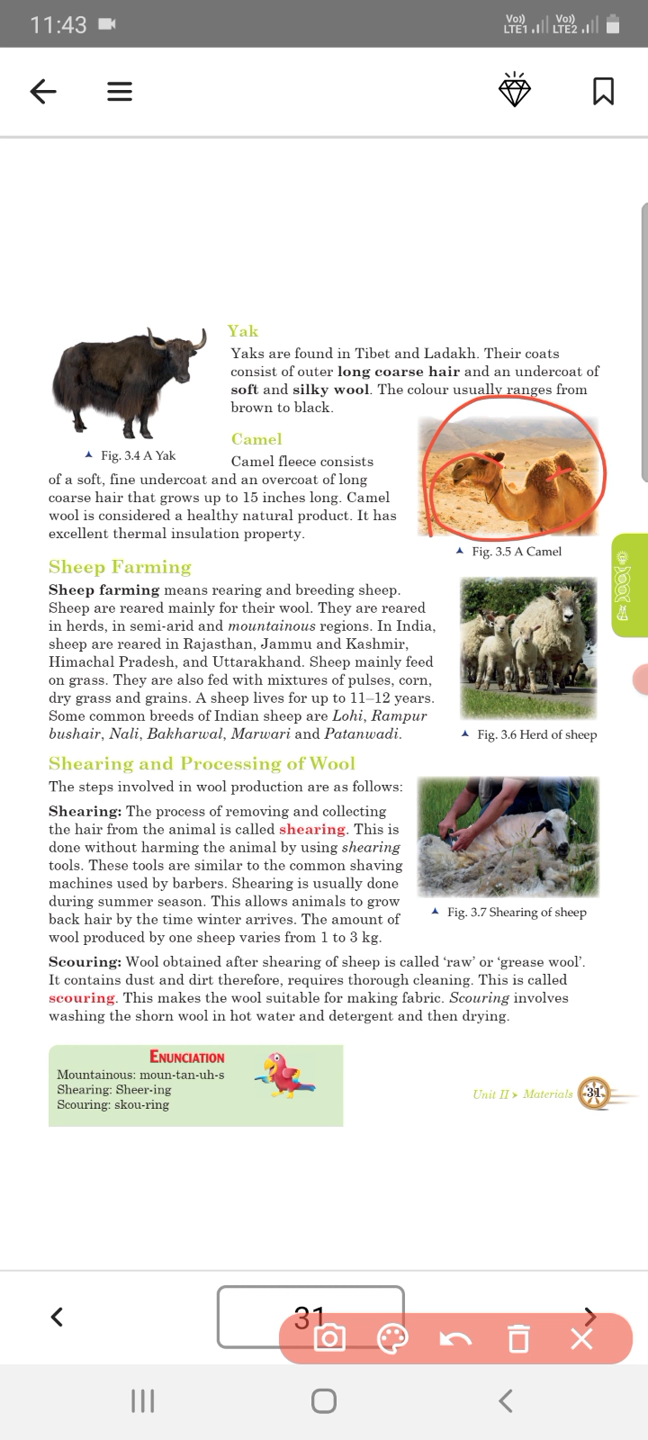 11:43
Vo)) LTE1 Vo)) LTE2
Yak
Yaks are found in Tibet and Ladakh. Their coats
consist of outer long coarse hair and an undercoat of
soft and silky wool. The colour usually ranges from
brown to black.
Fig. 3.4 A Yak
Camel
Camel fleece consists
of a soft, fine undercoat and an overcoat of long
coarse hair that grows up to 15 inches long. Camel
wool is considered a healthy natural product. It has
excellent thermal insulation property.
Fig. 3.5 A Camel
Sheep Farming
Sheep farming means rearing and breeding sheep.
Sheep are reared mainly for their wool. They are reared
in herds, in semi-arid and mountainous regions. In India,
sheep are reared in Rajasthan, Jammu and Kashmir,
Himachal Pradesh, and Uttarakhand. Sheep mainly feed
on grass. They are also fed with mixtures of pulses, corn,
dry grass and grains. A sheep lives for up to 11–12 years.
Some common breeds of Indian sheep are Lohi, Rampur
bushair, Nali, Bakharwal, Marwari and Patanwadi.
Fig. 3.6 Herd of sheep
Shearing and Processing of Wool
The steps involved in wool production are as follows:
Shearing: The process of removing and collecting
the hair from the animal is called shearing. This is
done without harming the animal by using shearing
tools. These tools are similar to the common shaving
machines used by barbers. Shearing is usually done
during summer season. This allows animals to grow
back hair by the time winter arrives. The amount of
wool produced by one sheep varies from 1 to 3 kg.
Fig. 3.7 Shearing of sheep
Scouring: Wool obtained after shearing of sheep is called ‘raw’ or ‘grease wool’.
It contains dust and dirt therefore, requires thorough cleaning. This is called
scouring. This makes the wool suitable for making fabric. Scouring involves
washing the shorn wool in hot water and detergent and then drying.
ENUNCIATION
Mountainous: moun-tan-uh-s
Shearing: Sheer-ing
Scouring: skou-ring
Unit II Materials 31
31